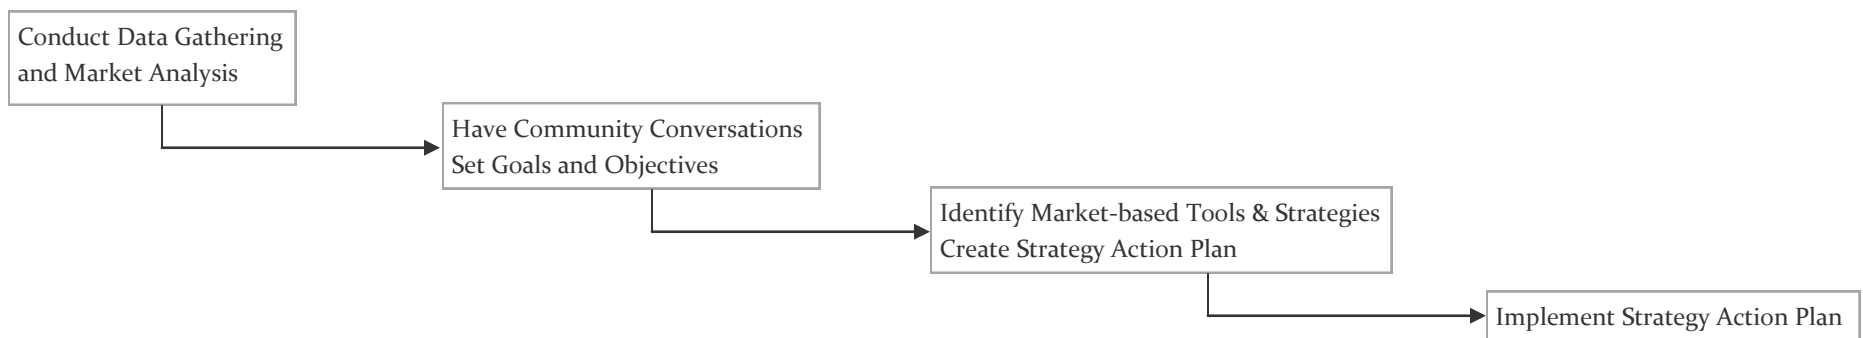 Conduct Data Gathering
and Market Analysis
Have Community Conversations
Set Goals and Objectives
Identify Market-based Tools & Strategies
Create Strategy Action Plan
Implement Strategy Action Plan